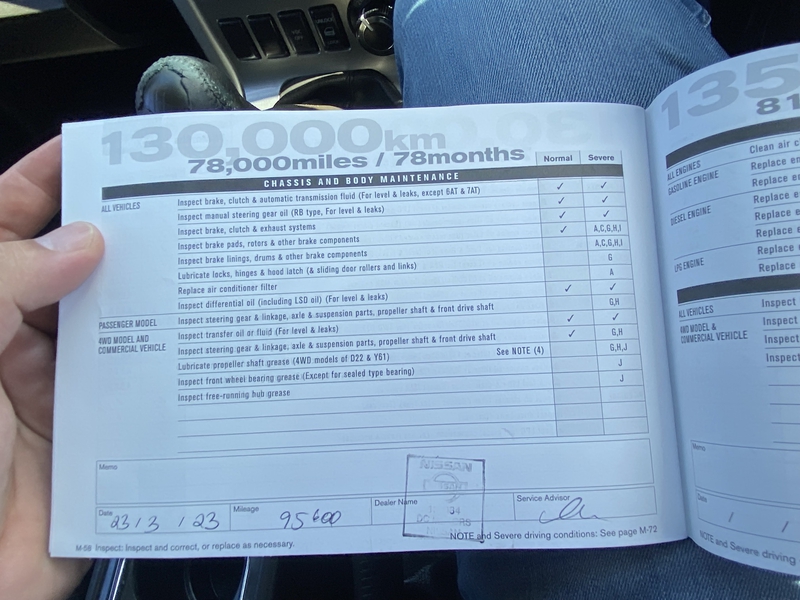 130,000km
78,000miles / 78months
Normal Severe
CHASSIS AND BODY MAINTENANCE
ALL VEHICLES
Inspect brake, clutch & automatic transmission fluid (For level & leaks, except 6AT & 7AT) ✓ ✓
Inspect manual steering gear oil (RB type, For level & leaks) ✓ ✓
Inspect brake, clutch & exhaust systems ✓ ✓
Inspect brake pads, rotors & other brake components ✓ A,C,G,H,I
Inspect brake linings, drums & other brake components A,C,G,H,I
Lubricate locks, hinges & hood latch (& sliding door rollers and links) G
Replace air conditioner filter A
Inspect differential oil (including LSD oil) (For level & leaks) ✓ ✓
PASSENGER MODEL
Inspect steering gear & linkage, axle & suspension parts, propeller shaft & front drive shaft G,H
4WD MODEL AND
COMMERCIAL VEHICLE
Inspect transfer oil or fluid (For level & leaks) ✓ ✓
Inspect steering gear & linkage, axle & suspension parts, propeller shaft & front drive shaft ✓ G,H
Lubricate propeller shaft grease (4WD models of D22 & Y61) See NOTE (4) G,H,J
Inspect front wheel bearing grease (Except for sealed type bearing) J
Inspect free-running hub grease J
Memo
NISSAN
Date 23/3/23
Mileage 95600
Dealer Name
Service Advisor
M-58 Inspect: Inspect and correct, or replace as necessary.
NOTE and Severe driving conditions: See page M-72
135
81
ALL ENGINES
Clean air c
GASOLINE ENGINE
Replace e
Replace en
DIESEL ENGINE
Replace e
Replace e
Replace e
LPG ENGINE
Replace e
Replace
ALL VEHICLES
Inspect
4WD MODEL &
COMMERCIAL VEHICLE
Inspect
Inspect
Memo
Date / /
NOTE and Severe driving